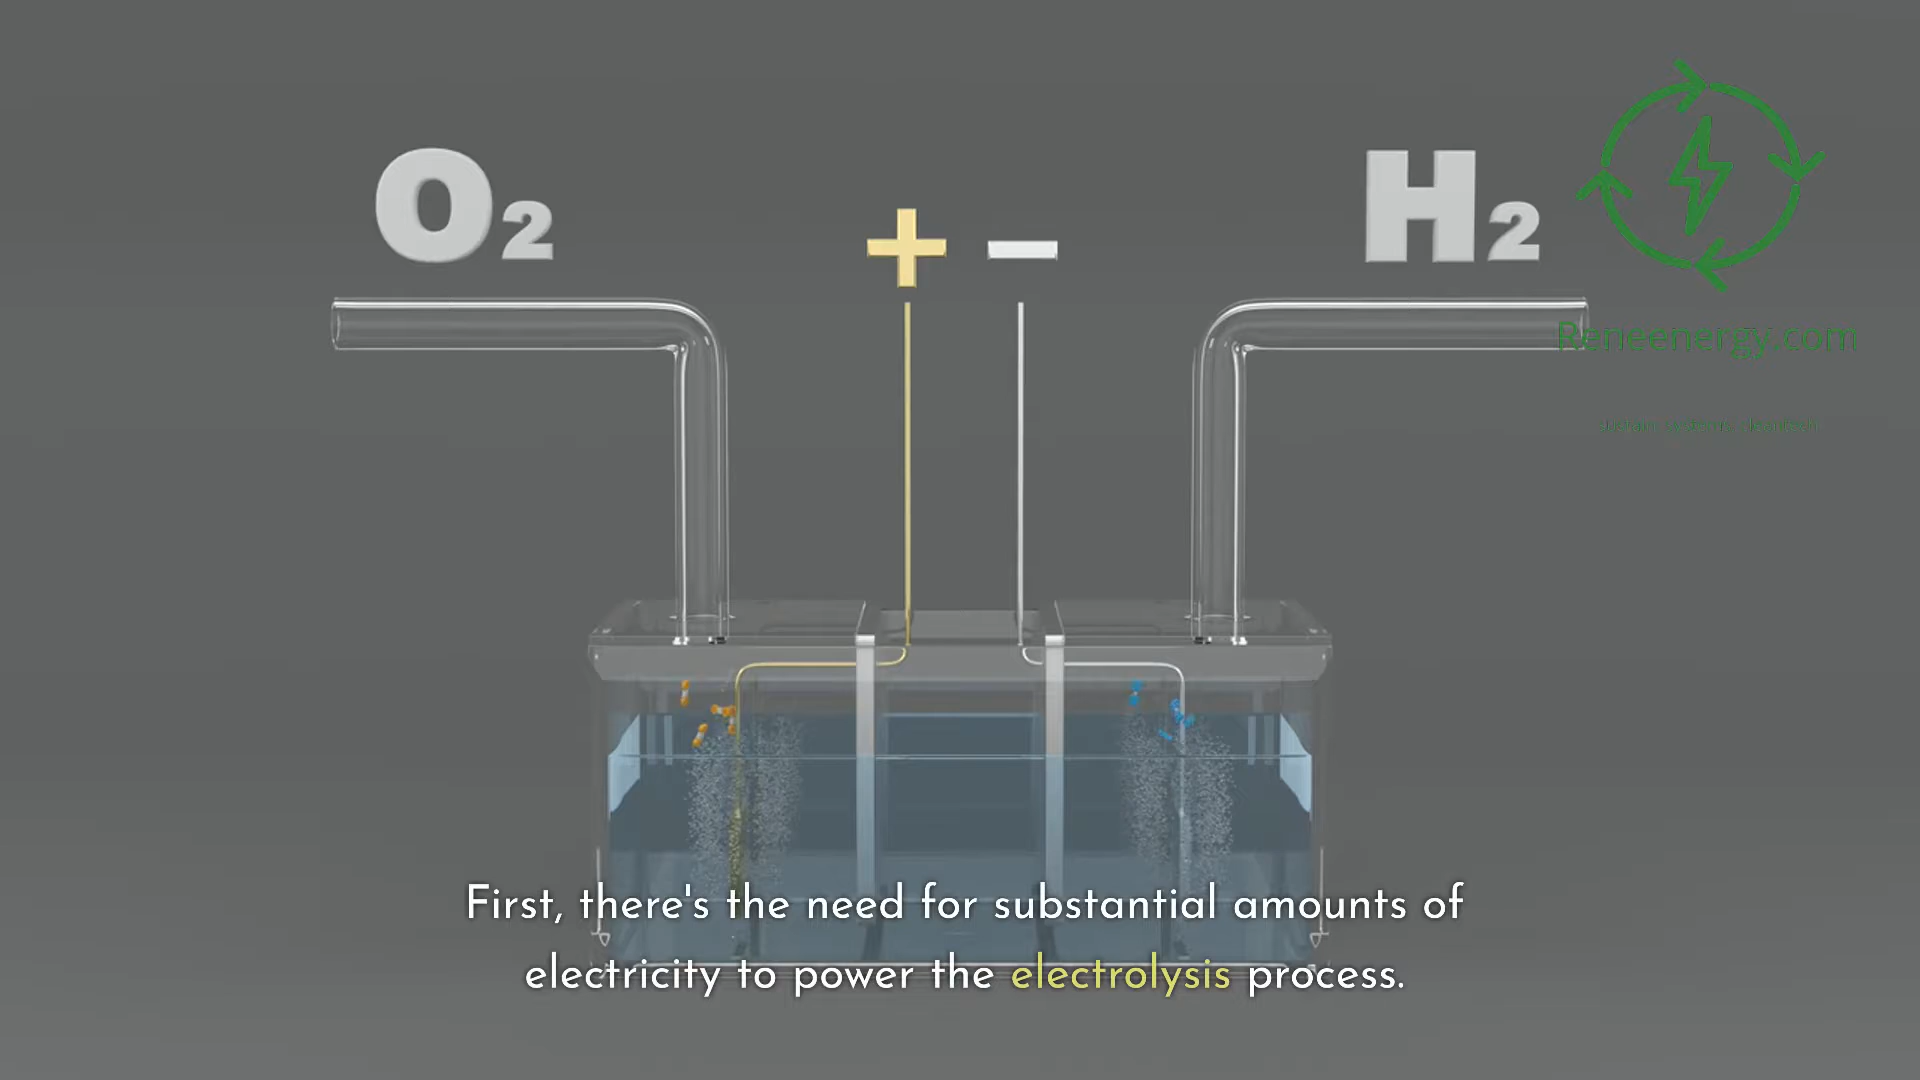 O2
+ −
H2
Reneenergy.com
First, there's the need for substantial amounts of
electricity to power the electrolysis process.